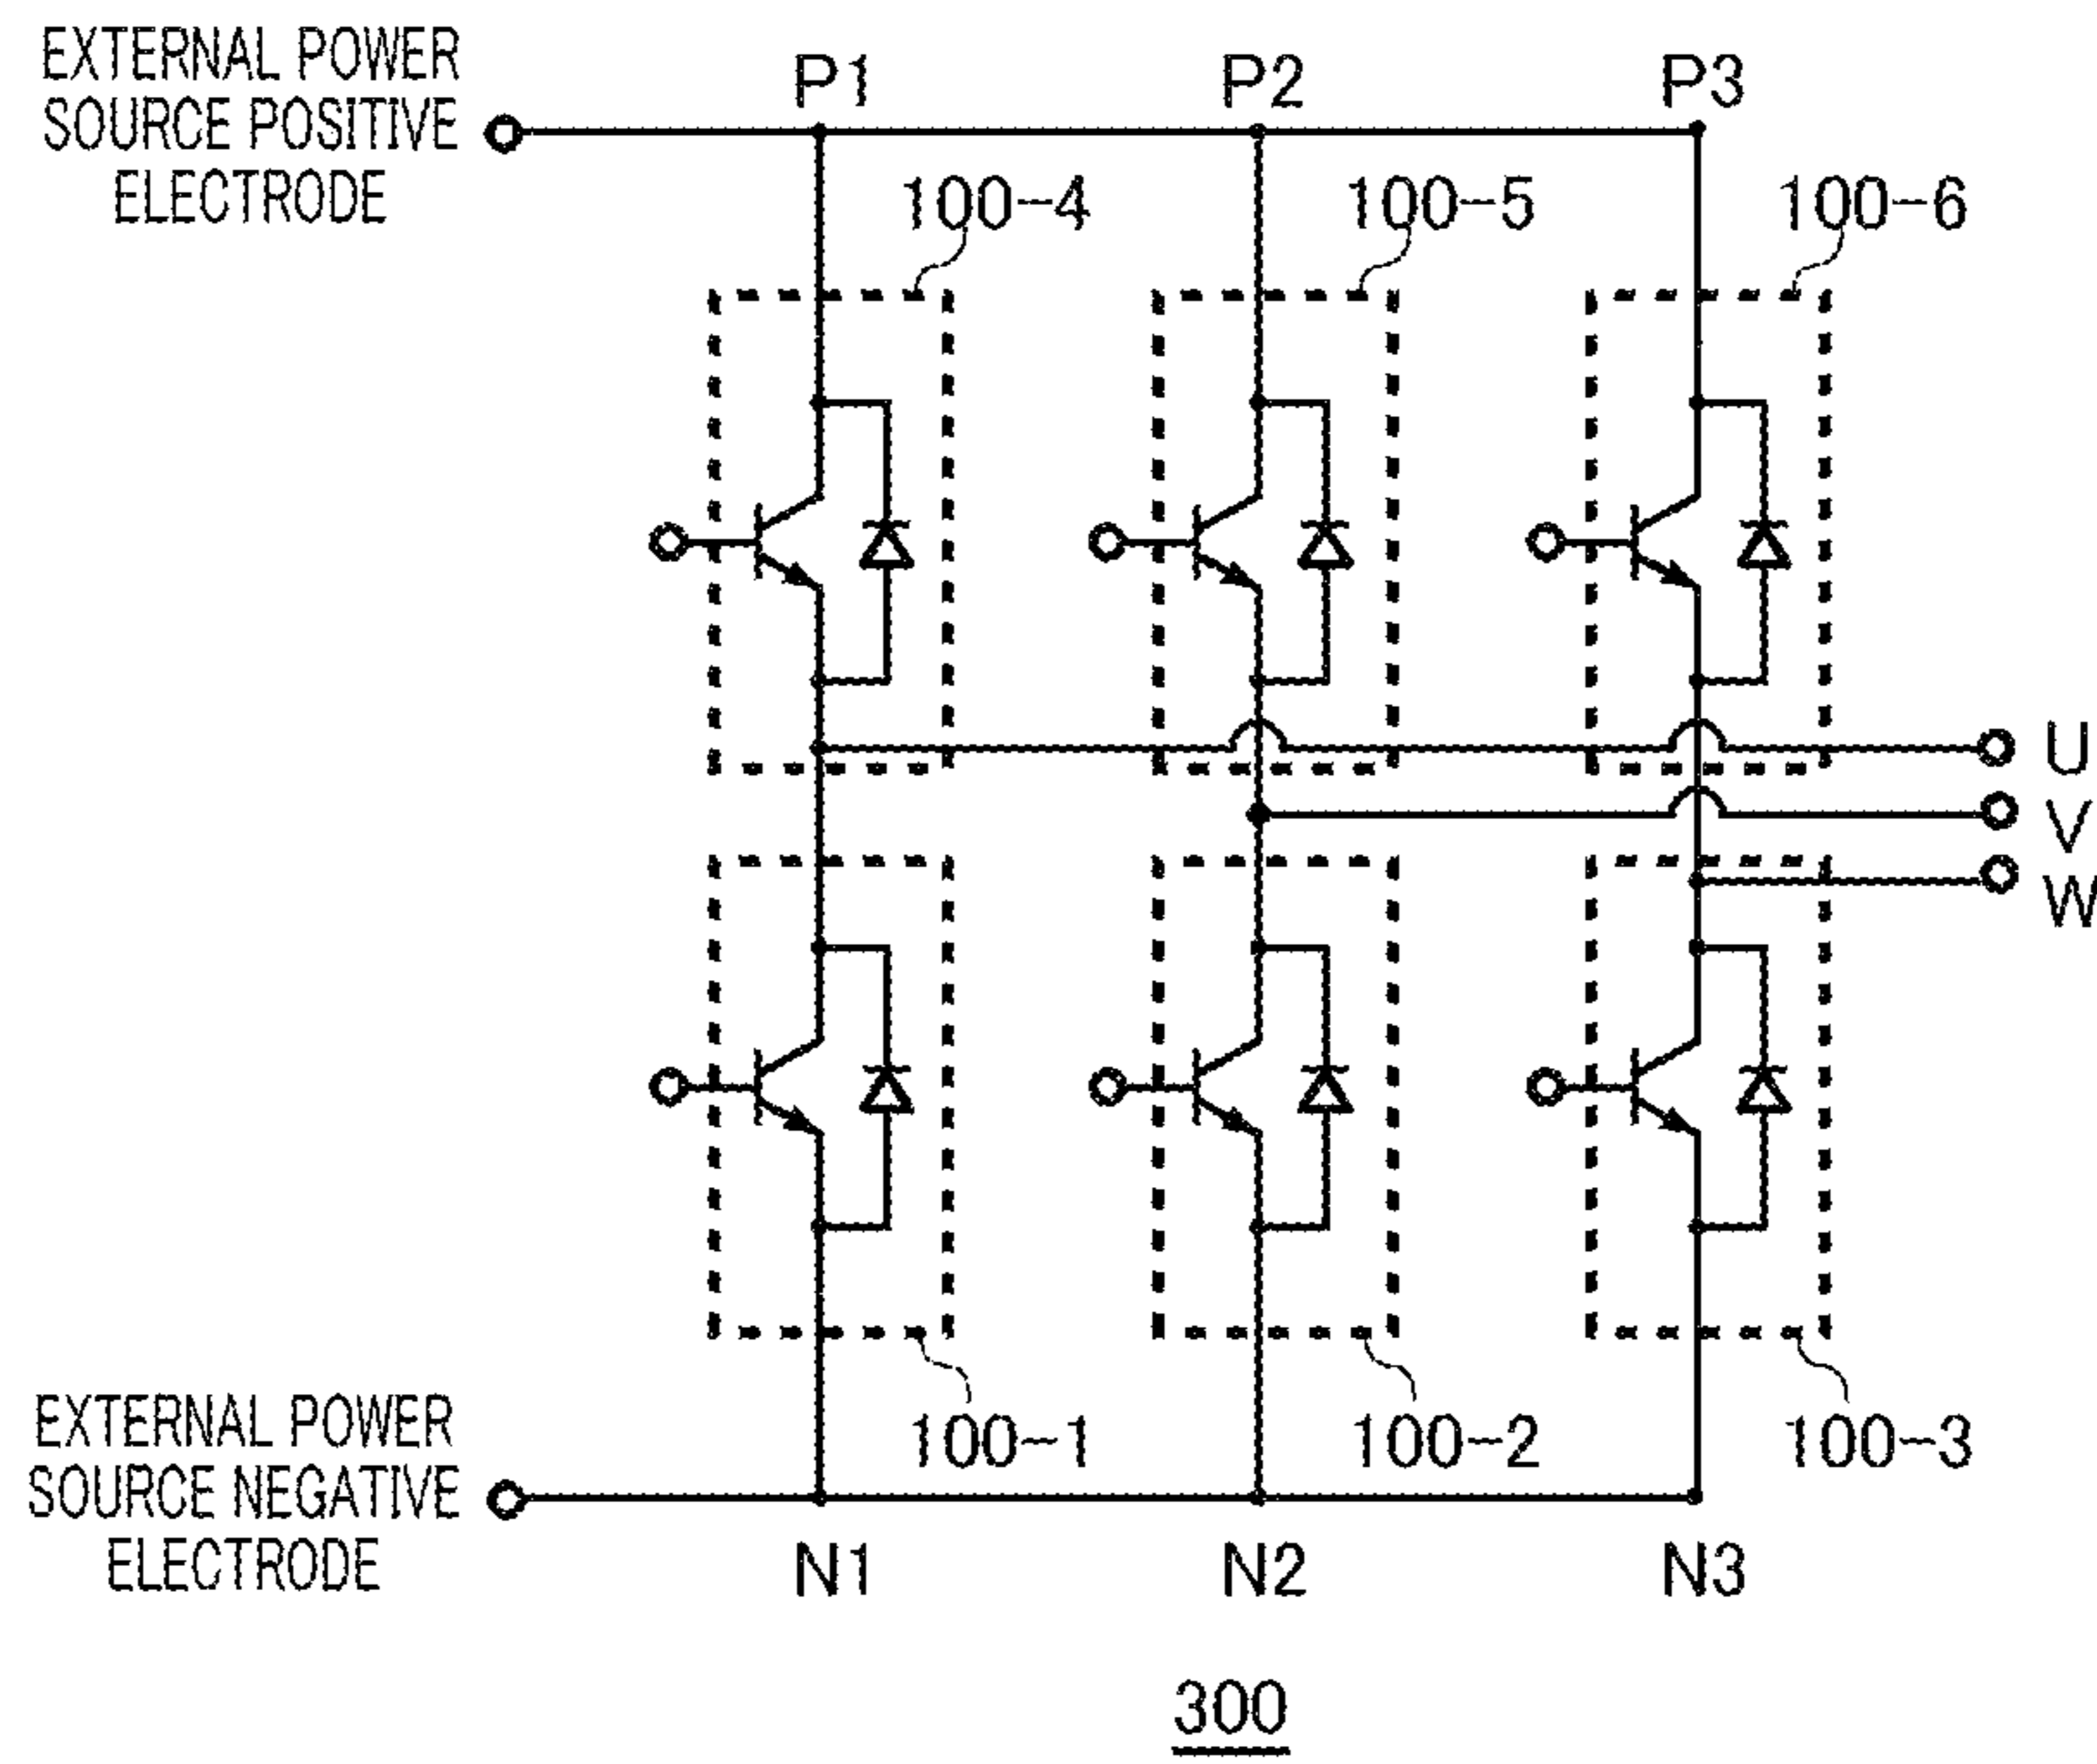 EXTERNAL POWER
SOURCE POSITIVE
ELECTRODE
P1
P2
P3
100-4
100-5
100-6
U
V
W
100-1
100-2
100-3
EXTERNAL POWER
SOURCE NEGATIVE
ELECTRODE
N1
N2
N3
300